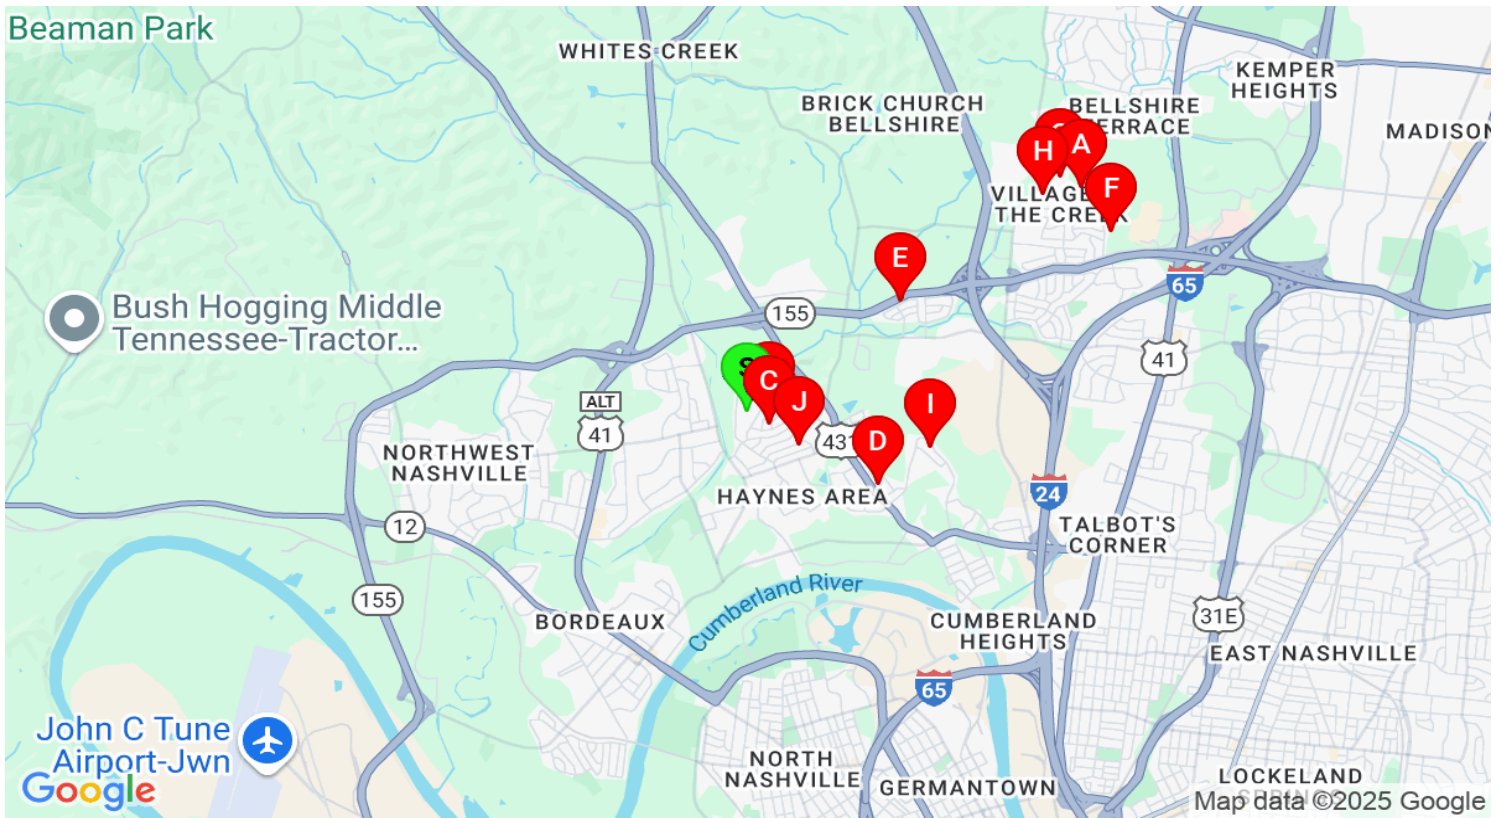 Beaman Park
WHITES CREEK
KEMPER
HEIGHTS
BRICK CHURCH
BELLSHIRE
BELLSHIRE
MADISON
H
A
F
VILLAGE
THE CREEK
E
65
155
Bush Hogging Middle
Tennessee-Tractor...
41
S
C
J
I
ALT
41
431
D
NORTHWEST
NASHVILLE
HAYNES AREA
24
12
TALBOT'S
CORNER
155
Cumberland River
31E
BORDEAUX
CUMBERLAND
HEIGHTS
EAST NASHVILLE
65
John C Tune
Airport-Jwn
NORTH
NASHVILLE
GERMANTOWN
LOCKELAND
Google
Map data ©2025 Google